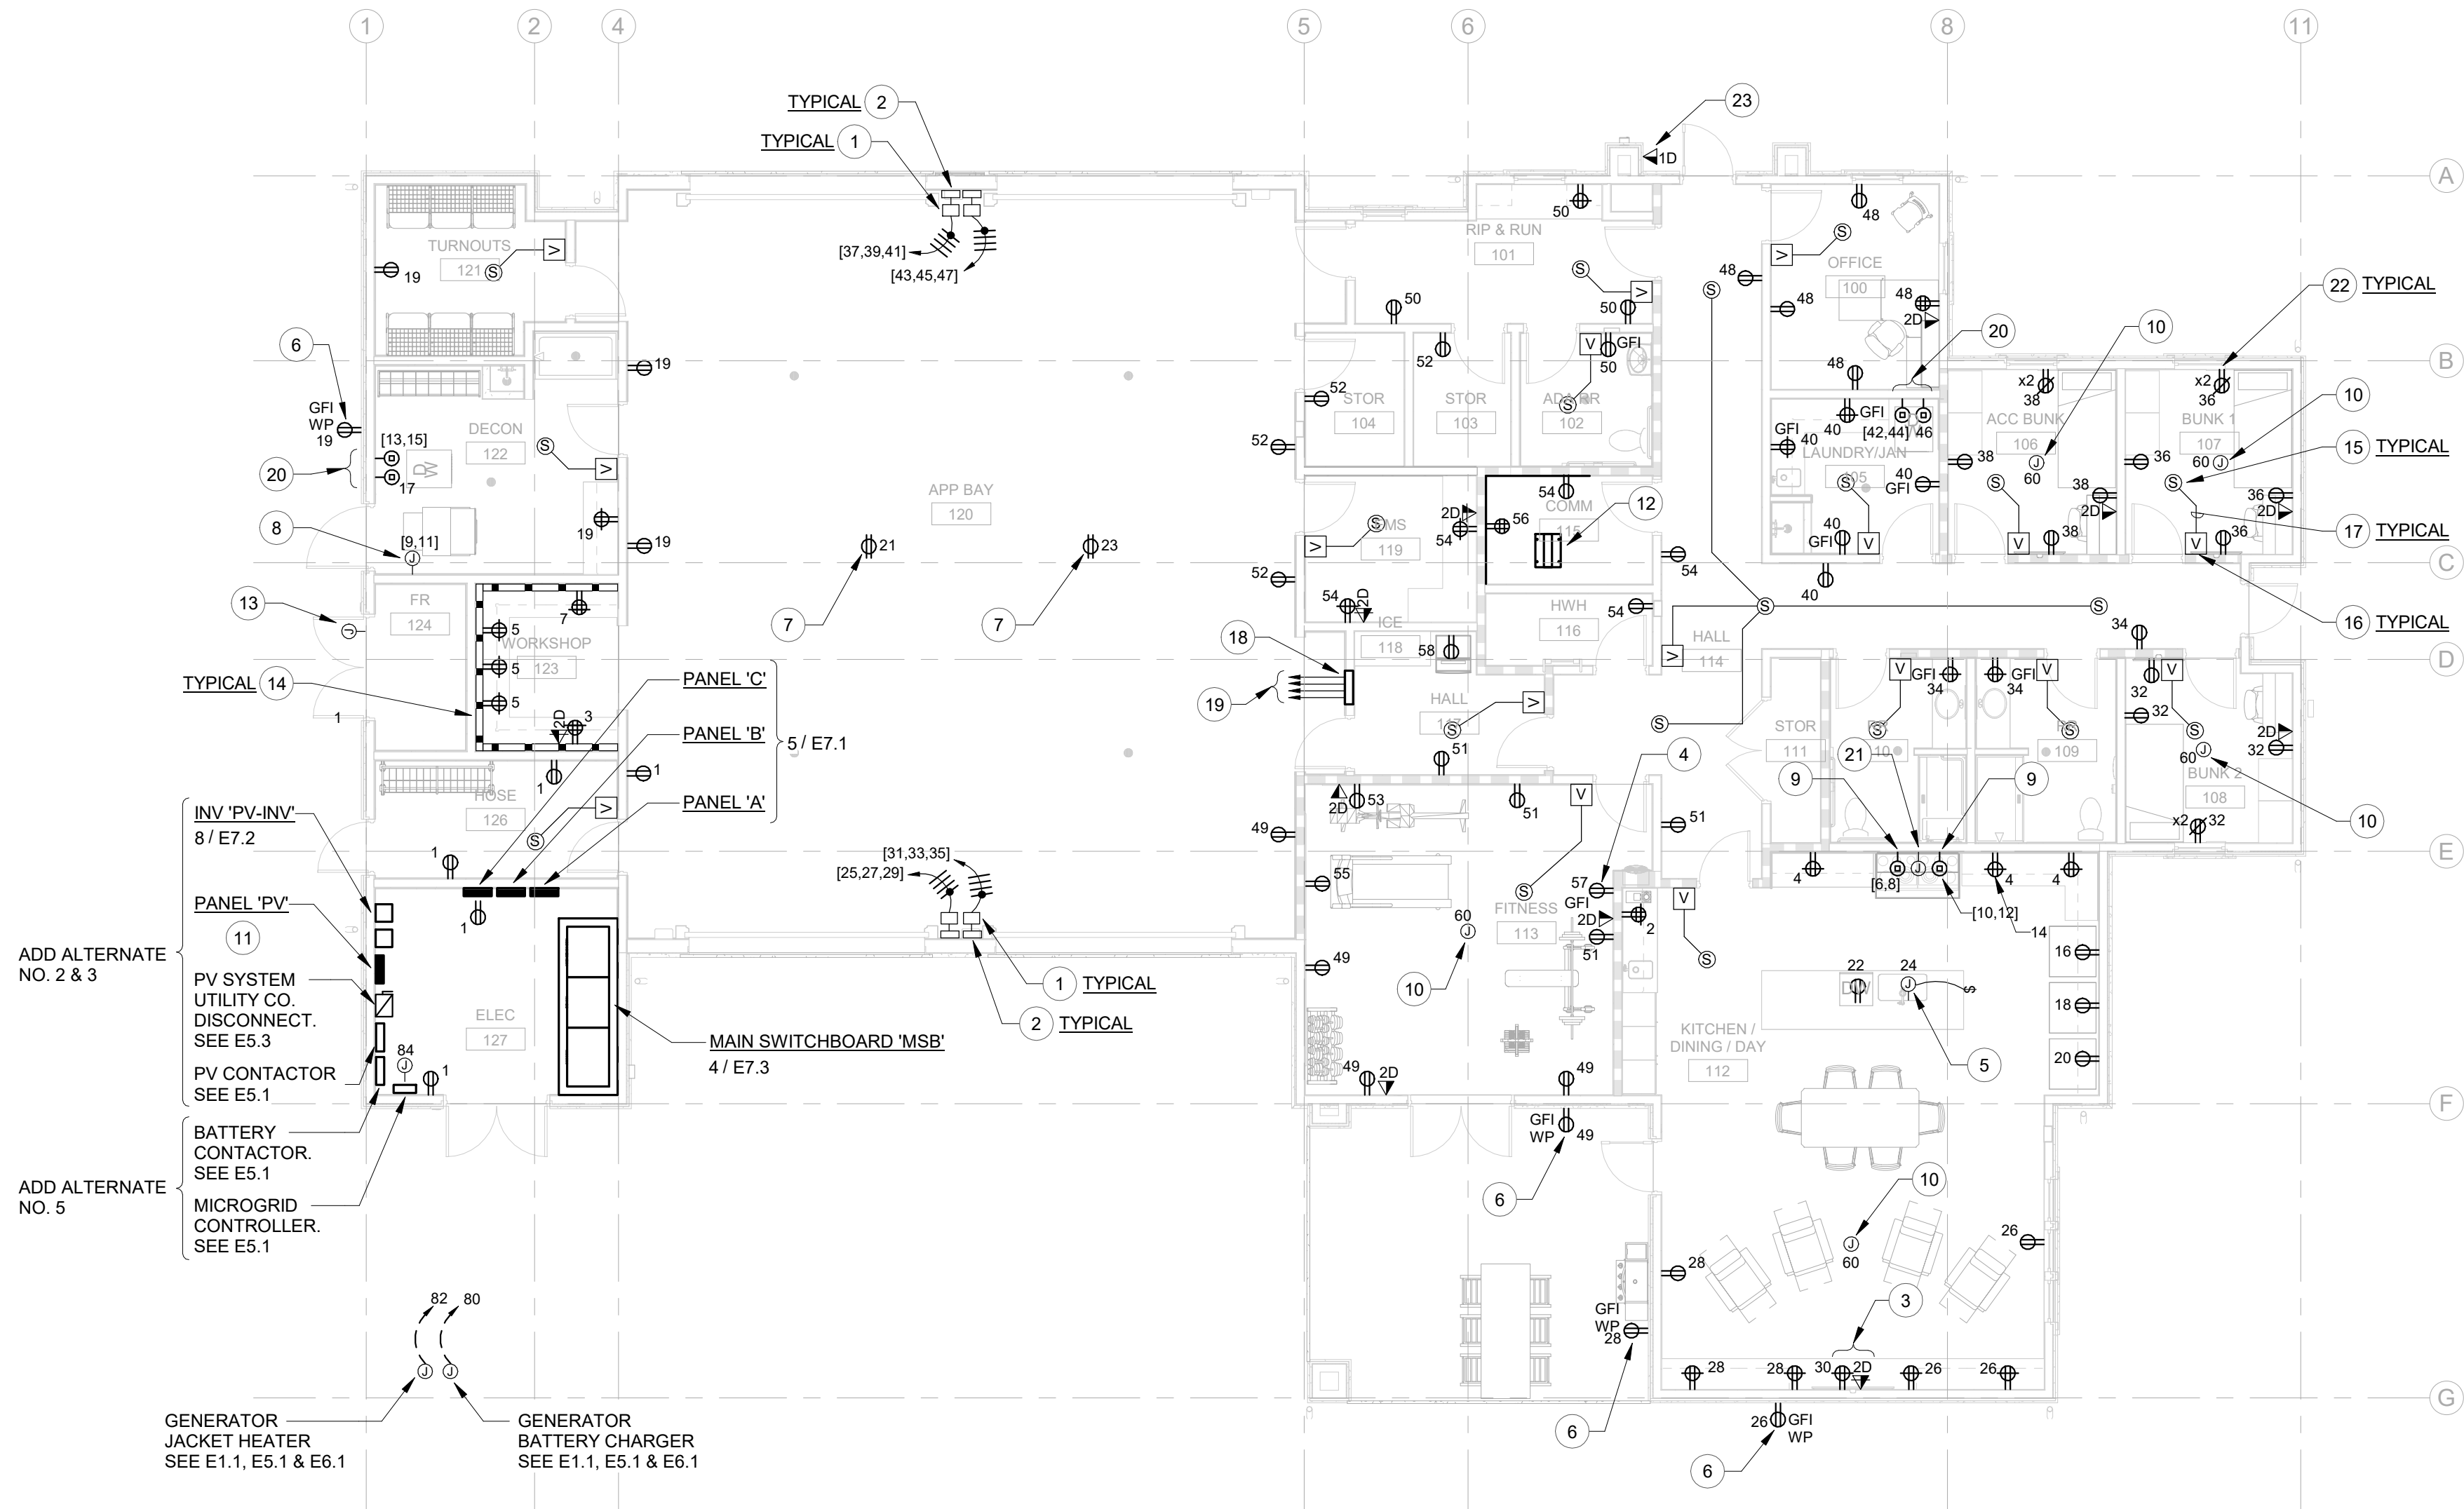 1
2
4
5
6
8
11
A
B
C
D
E
F
G
TYPICAL 2
TYPICAL 1
[37,39,41]
[43,45,47]
23
1D
TURNOUTS
121
S
V
19
6
GFI
WP
19
[13,15]
20
17
DECON
122
DW
S
V
19
19
19
8
[9,11]
J
13
J
FR
124
7
5
5
5
WORKSHOP
123
2D
3
TYPICAL 14
1
1
1
HOSE
126
S
V
1
PANEL 'C'
PANEL 'B'
PANEL 'A'
5 / E7.1
INV 'PV-INV'
8 / E7.2
PANEL 'PV'
11
ADD ALTERNATE
NO. 2 & 3
PV SYSTEM
UTILITY CO.
DISCONNECT.
SEE E5.3
PV CONTACTOR
SEE E5.1
BATTERY
CONTACTOR.
SEE E5.1
ADD ALTERNATE
NO. 5
MICROGRID
CONTROLLER.
SEE E5.1
1
ELEC
127
84
J
1
MAIN SWITCHBOARD 'MSB'
4 / E7.3
82
80
J
J
GENERATOR
JACKET HEATER
SEE E1.1, E5.1 & E6.1
GENERATOR
BATTERY CHARGER
SEE E1.1, E5.1 & E6.1
APP BAY
120
21
23
7
7
[31,33,35]
[25,27,29]
1 TYPICAL
2 TYPICAL
RIP & RUN
101
50
50
50
S
V
52
STOR
104
52
STOR
103
52
V
GFI
50
S
ADA RR
102
52
EMS
119
S
V
2D
54
54
2D
54
56
COMM
115
12
54
HWH
116
54
ICE
118
58
18
19
HALL
117
S
V
51
HALL
114
V
S
S
S
S
48
48
48
48
48
V
S
OFFICE
100
2D
20
GFI
40
GFI
40
[42,44]
46
LAUNDRY/JAN
105
S
40
GFI
40
GFI
V
40
x2
38
ACC BUNK
106
J
60
10
38
38
2D
S
V
38
22 TYPICAL
x2
36
BUNK 1
107
60
J
10
15 TYPICAL
36
S
36
2D
17 TYPICAL
V
36
16 TYPICAL
34
V
GFI
34
GFI
34
V
STOR
111
S
S
109
9
21
9
32
V
32
S
2D
32
J
60
BUNK 2
108
x2
32
10
49
2D
53
51
V
4
51
55
57
GFI
2D
51
2
FITNESS
113
S
60
J
10
49
49
2D
49
GFI
WP
49
6
V
S
4
[6,8]
J
[10,12]
4
4
14
16
18
20
22
DW
24
J
S
5
KITCHEN /
DINING / DAY
112
10
J
60
26
28
GFI
WP
28
3
28
28
30
2D
26
26
6
26
GFI
WP
6